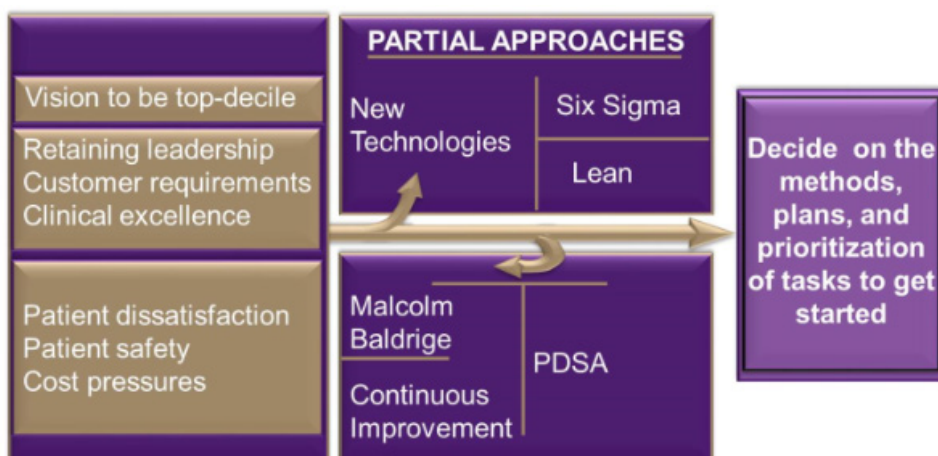 Vision to be top-decile
Retaining leadership
Customer requirements
Clinical excellence
Patient dissatisfaction
Patient safety
Cost pressures
PARTIAL APPROACHES
New
Technologies
Six Sigma
Lean
Malcolm
Baldrige
Continuous
Improvement
PDSA
Decide on the
methods,
plans, and
prioritization
of tasks to get
started